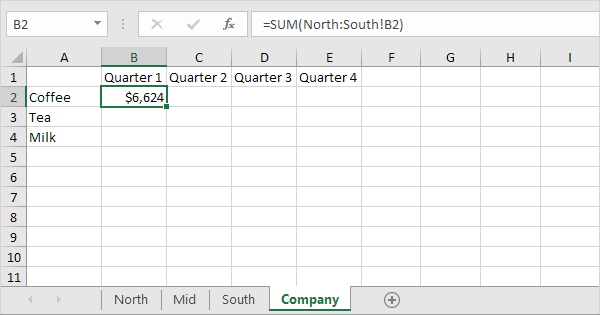 B2 fx =SUM(North:South!B2)
A B C D E F G H I
1 Quarter 1 Quarter 2 Quarter 3 Quarter 4
2 Coffee $6,624
3 Tea
4 Milk
5
6
7
8
9
10
11
North Mid South Company